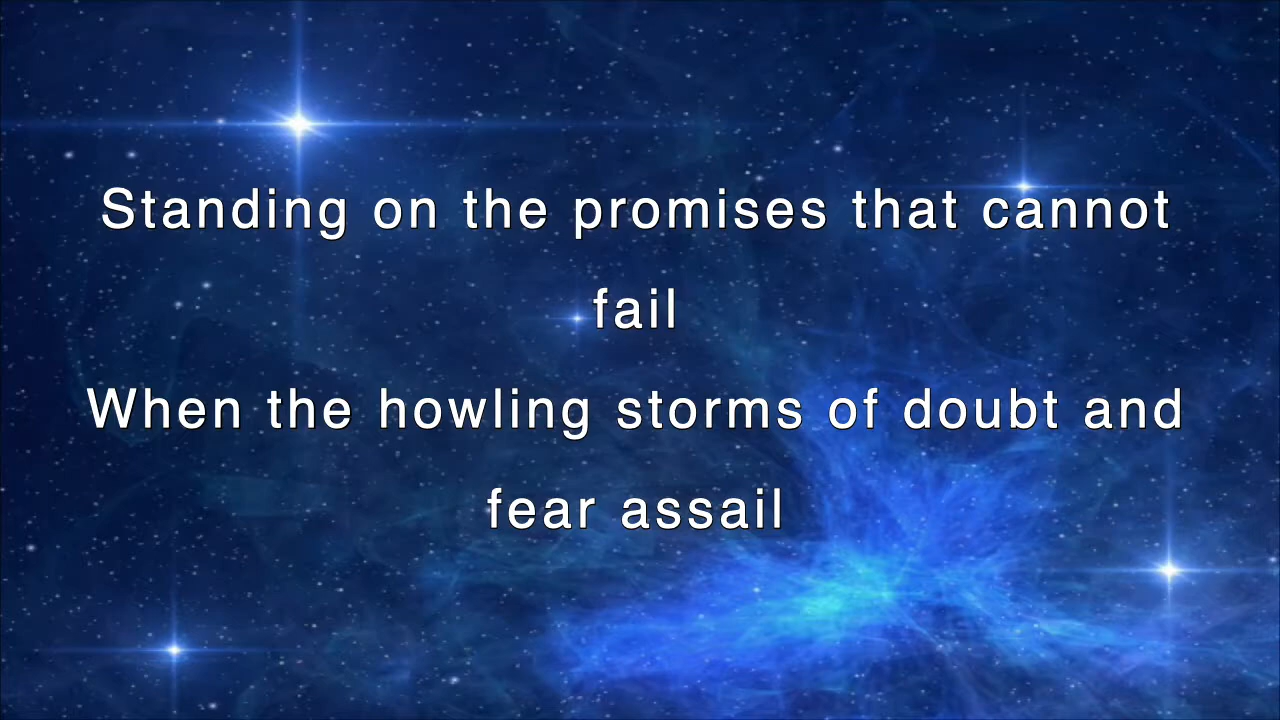 Standing on the promises that cannot
fail
When the howling storms of doubt and
fear assail